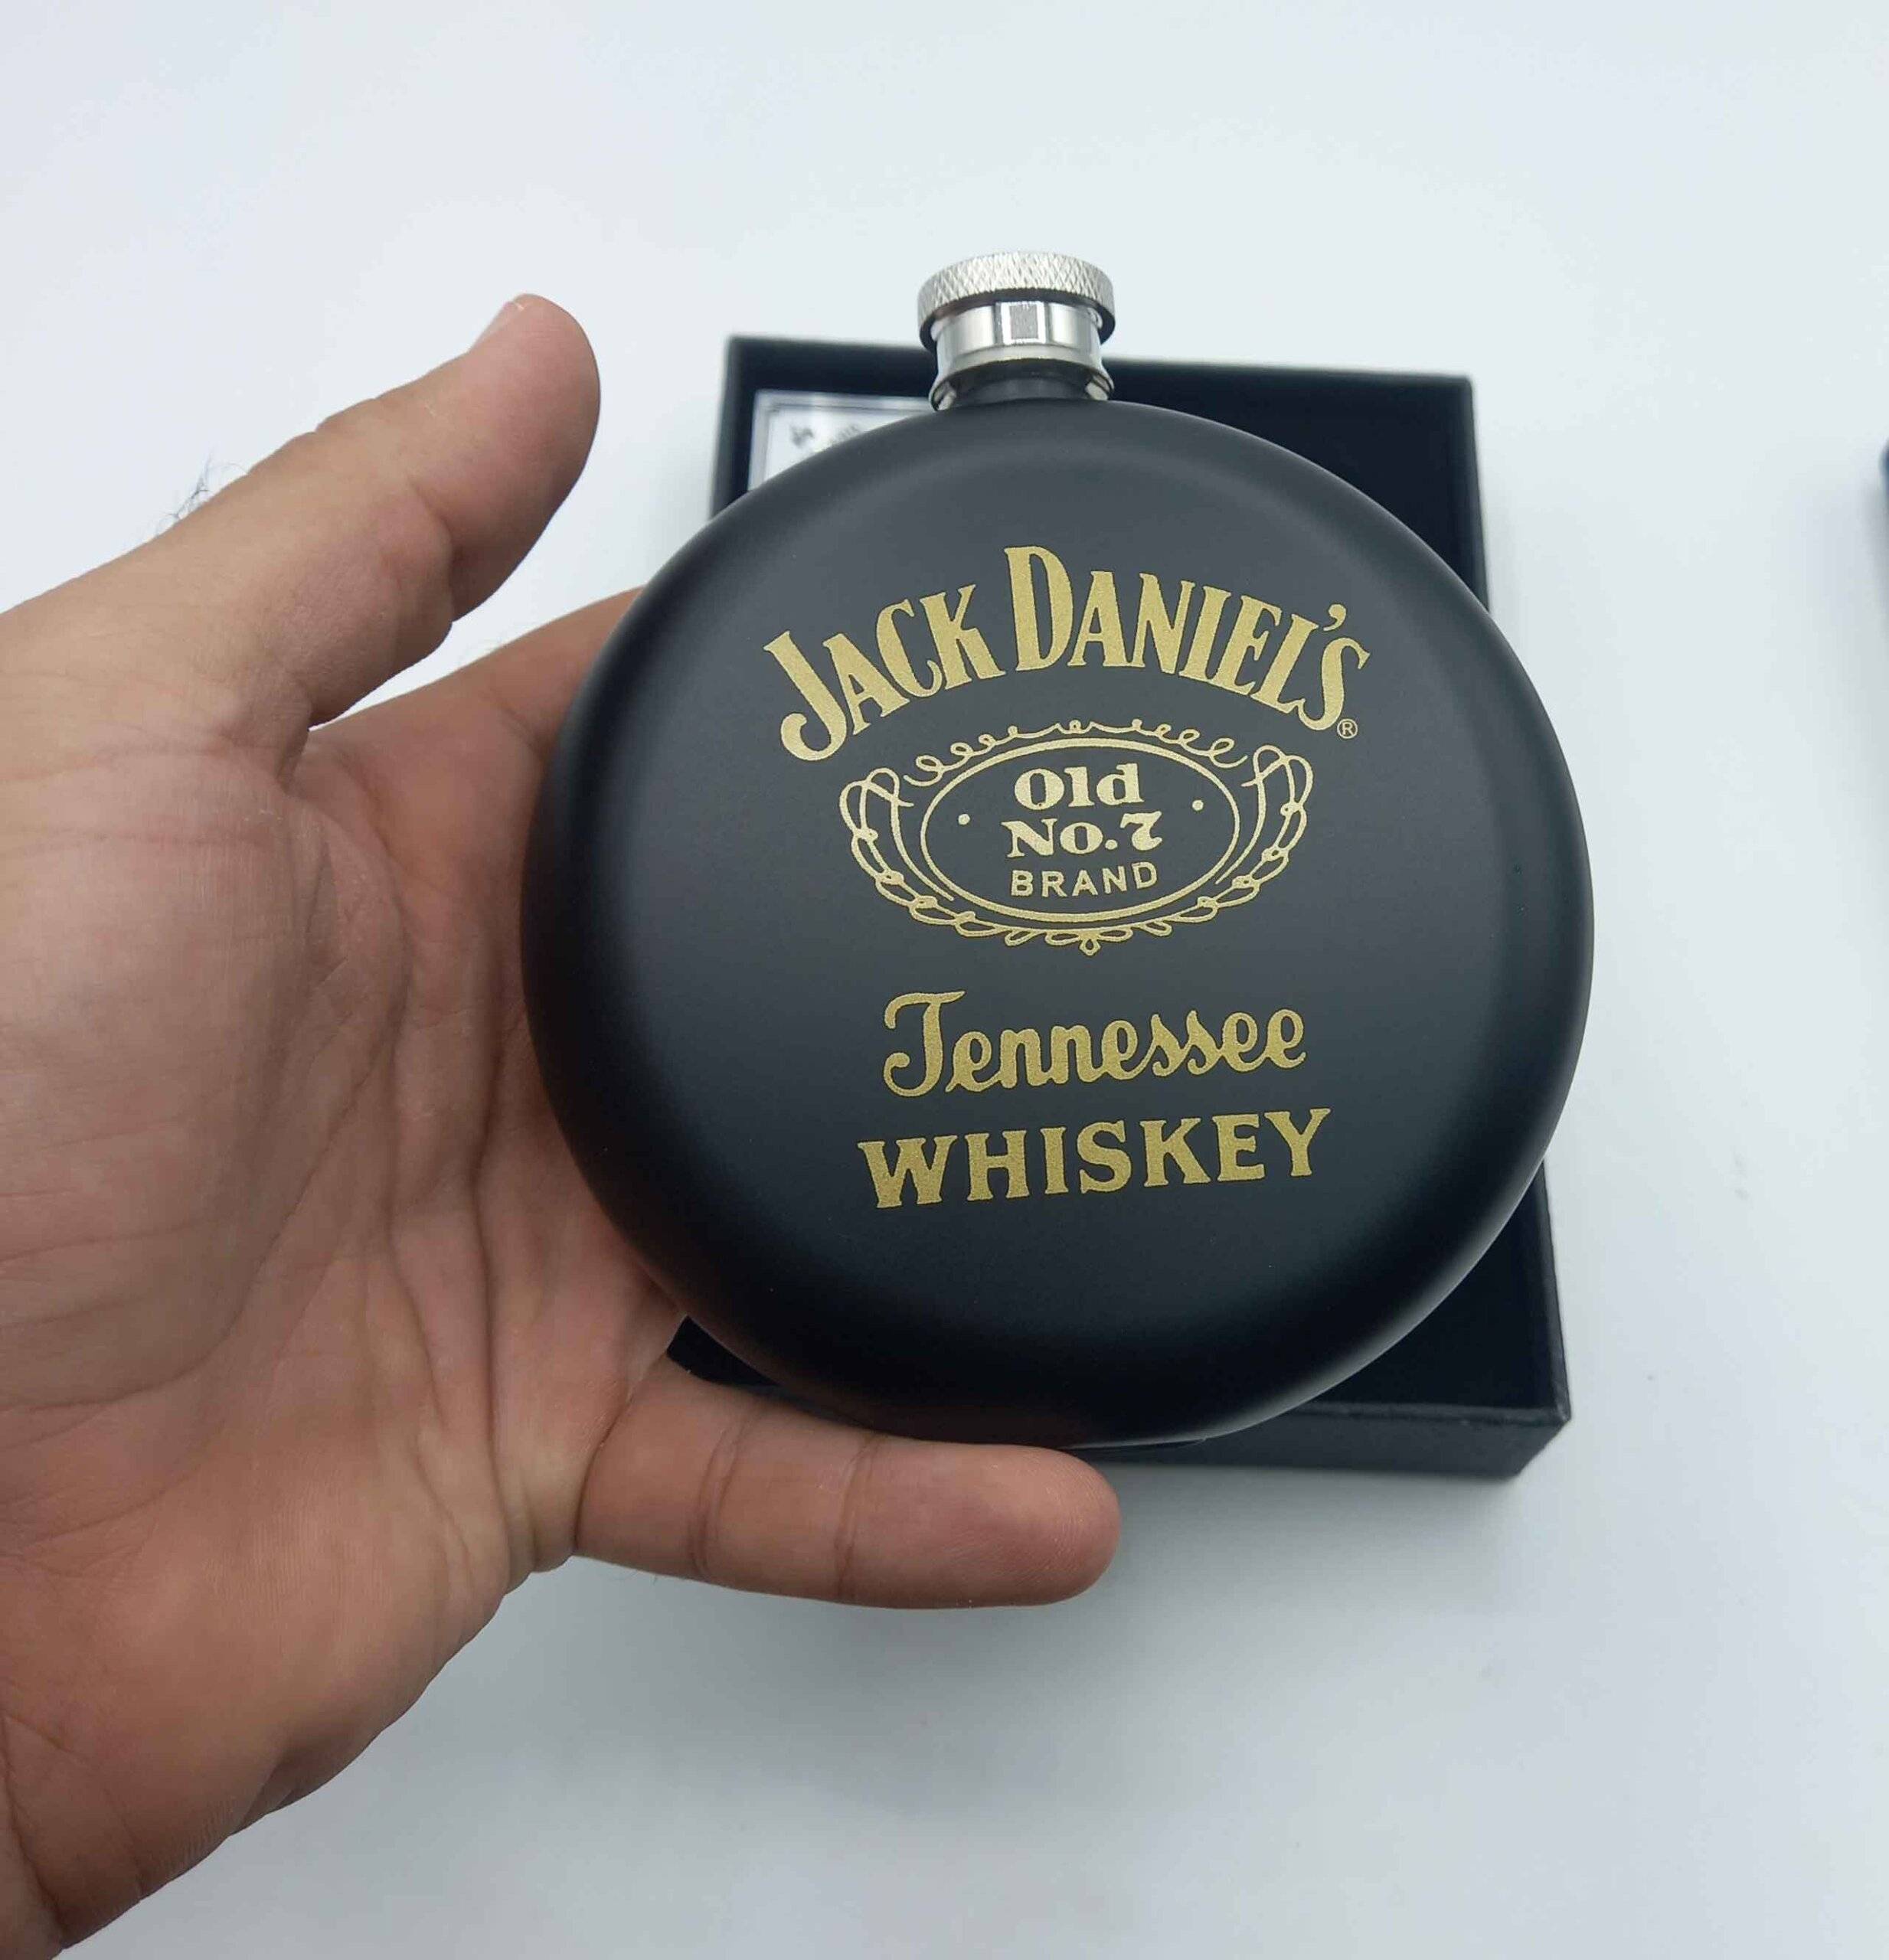 JACK DANIEL'S®
Old
No.7
BRAND
Tennessee
WHISKEY